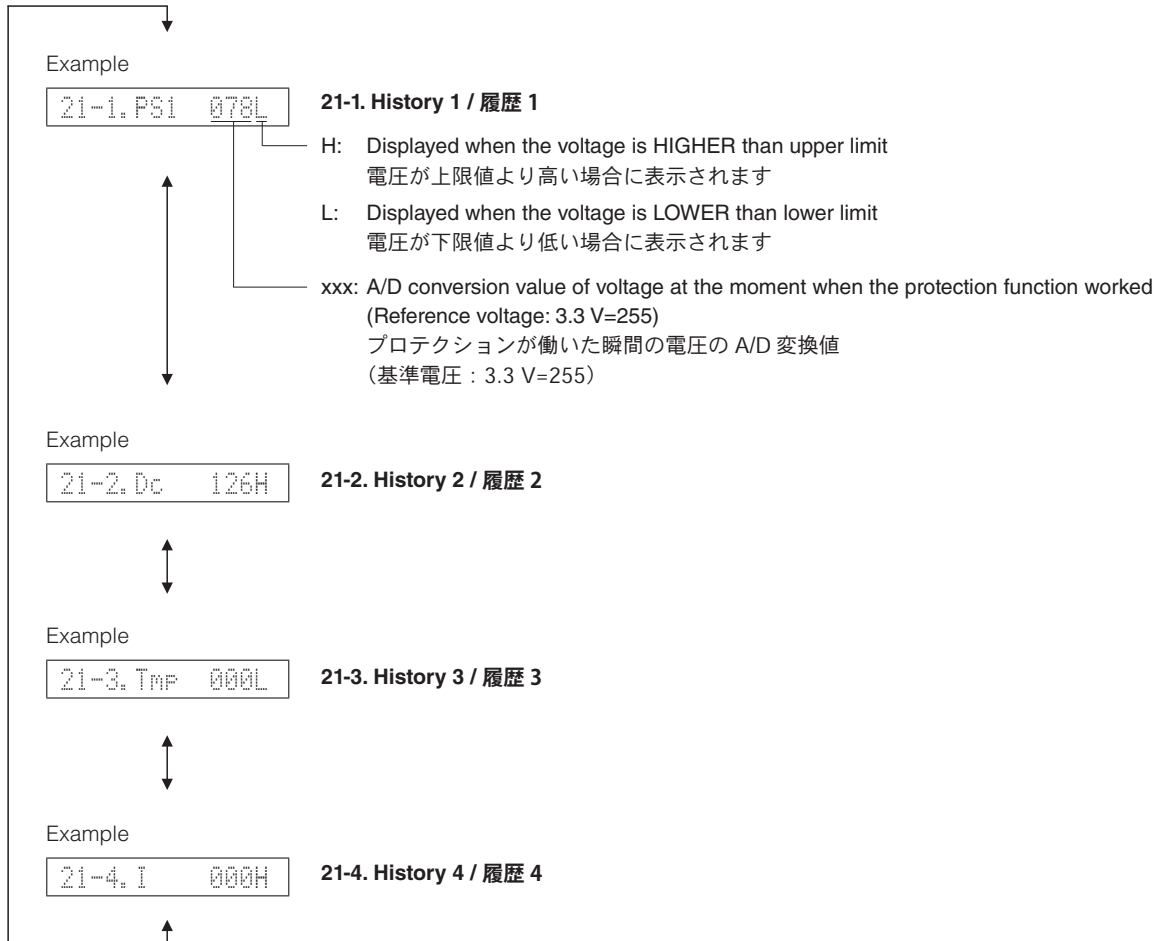 Example
21-1.PS1 078L
21-1. History 1 / 履歴 1
H: Displayed when the voltage is HIGHER than upper limit
電圧が上限値より高い場合に表示されます
L: Displayed when the voltage is LOWER than lower limit
電圧が下限値より低い場合に表示されます
xxx: A/D conversion value of voltage at the moment when the protection function worked
(Reference voltage: 3.3 V=255)
プロテクションが働いた瞬間の電圧の A/D 変換値
（基準電圧：3.3 V=255）
Example
21-2.Dc 126H
21-2. History 2 / 履歴 2
Example
21-3.Tmp 000L
21-3. History 3 / 履歴 3
Example
21-4.I 000H
21-4. History 4 / 履歴 4